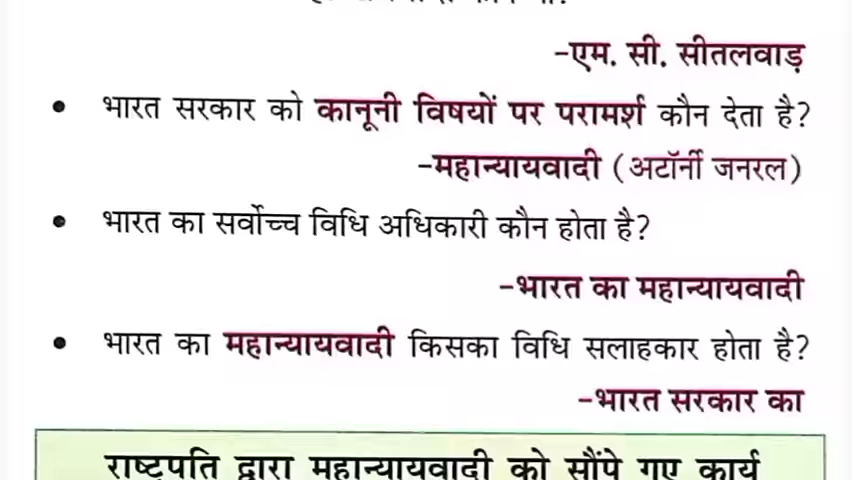 -एम. सी. सीतलवाड़
• भारत सरकार को कानूनी विषयों पर परामर्श कौन देता है?
-महान्यायवादी (अटॉर्नी जनरल)
• भारत का सर्वोच्च विधि अधिकारी कौन होता है?
-भारत का महान्यायवादी
• भारत का महान्यायवादी किसका विधि सलाहकार होता है?
-भारत सरकार का
राष्ट्रपति द्वारा महान्यायवादी को सौंपे गए कार्य